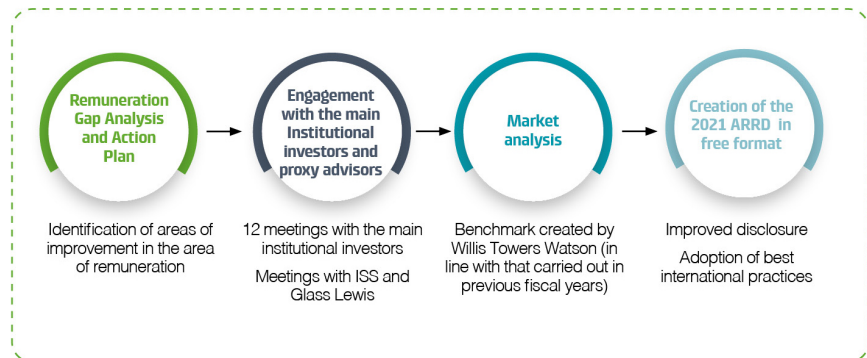 Remuneration
Gap Analysis
and Action
Plan
Engagement
with the main
Institutional
investors and
proxy advisors
Market
analysis
Creation of the
2021 ARRD in
free format
Identification of areas of
improvement in the area
of remuneration
12 meetings with the main
institutional investors
Meetings with ISS and
Glass Lewis
Benchmark created by
Willis Towers Watson (in
line with that carried out in
previous fiscal years)
Improved disclosure
Adoption of best
international practices